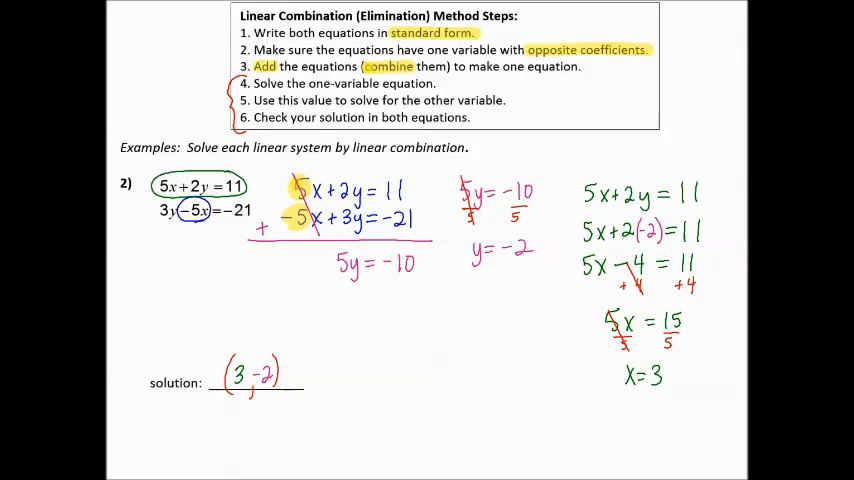 Linear Combination (Elimination) Method Steps:
1. Write both equations in standard form.
2. Make sure the equations have one variable with opposite coefficients.
3. Add the equations (combine them) to make one equation.
4. Solve the one-variable equation.
5. Use this value to solve for the other variable.
6. Check your solution in both equations.
Examples: Solve each linear system by linear combination.
2) 5x+2y=11
3y−5x=−21
5x+2y=11
+ −5x+3y=−21
5y=−10
5y=−10
5 5
y=−2
5x+2y=11
5x+2(−2)=11
5x−4=11
+4 +4
5x=15
5 5
x=3
solution: (3,−2)